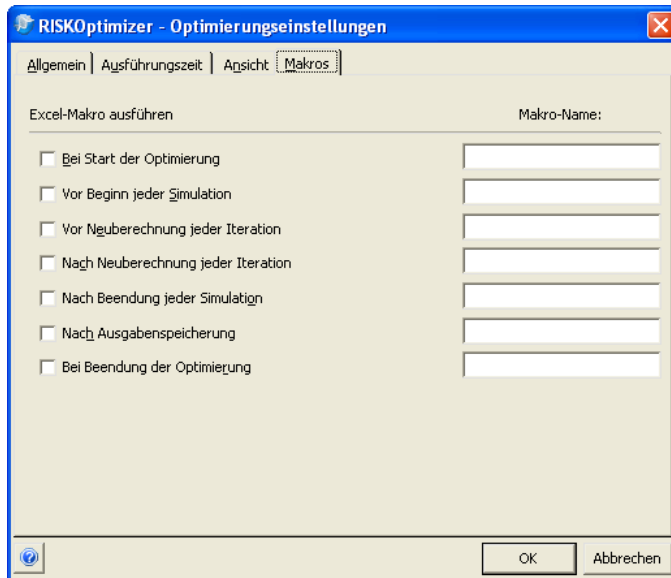 RISKOptimizer - Optimierungseinstellungen
Allgemein Ausführungszeit Ansicht Makros
Excel-Makro ausführen Makro-Name:
Bei Start der Optimierung
Vor Beginn jeder Simulation
Vor Neuberechnung jeder Iteration
Nach Neuberechnung jeder Iteration
Nach Beendung jeder Simulation
Nach Ausgabenspeicherung
Bei Beendung der Optimierung
OK Abbrechen